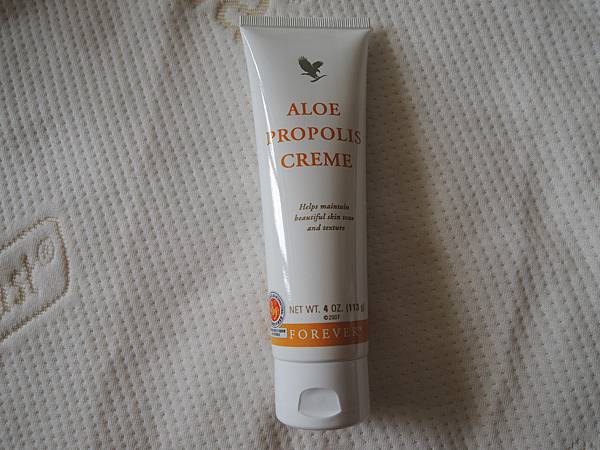 ALOE
PROPOLIS
CREME
Helps maintain
beautiful skin tone
and texture
NET WT. 4 OZ. (113 g)
©2007
FOREVER